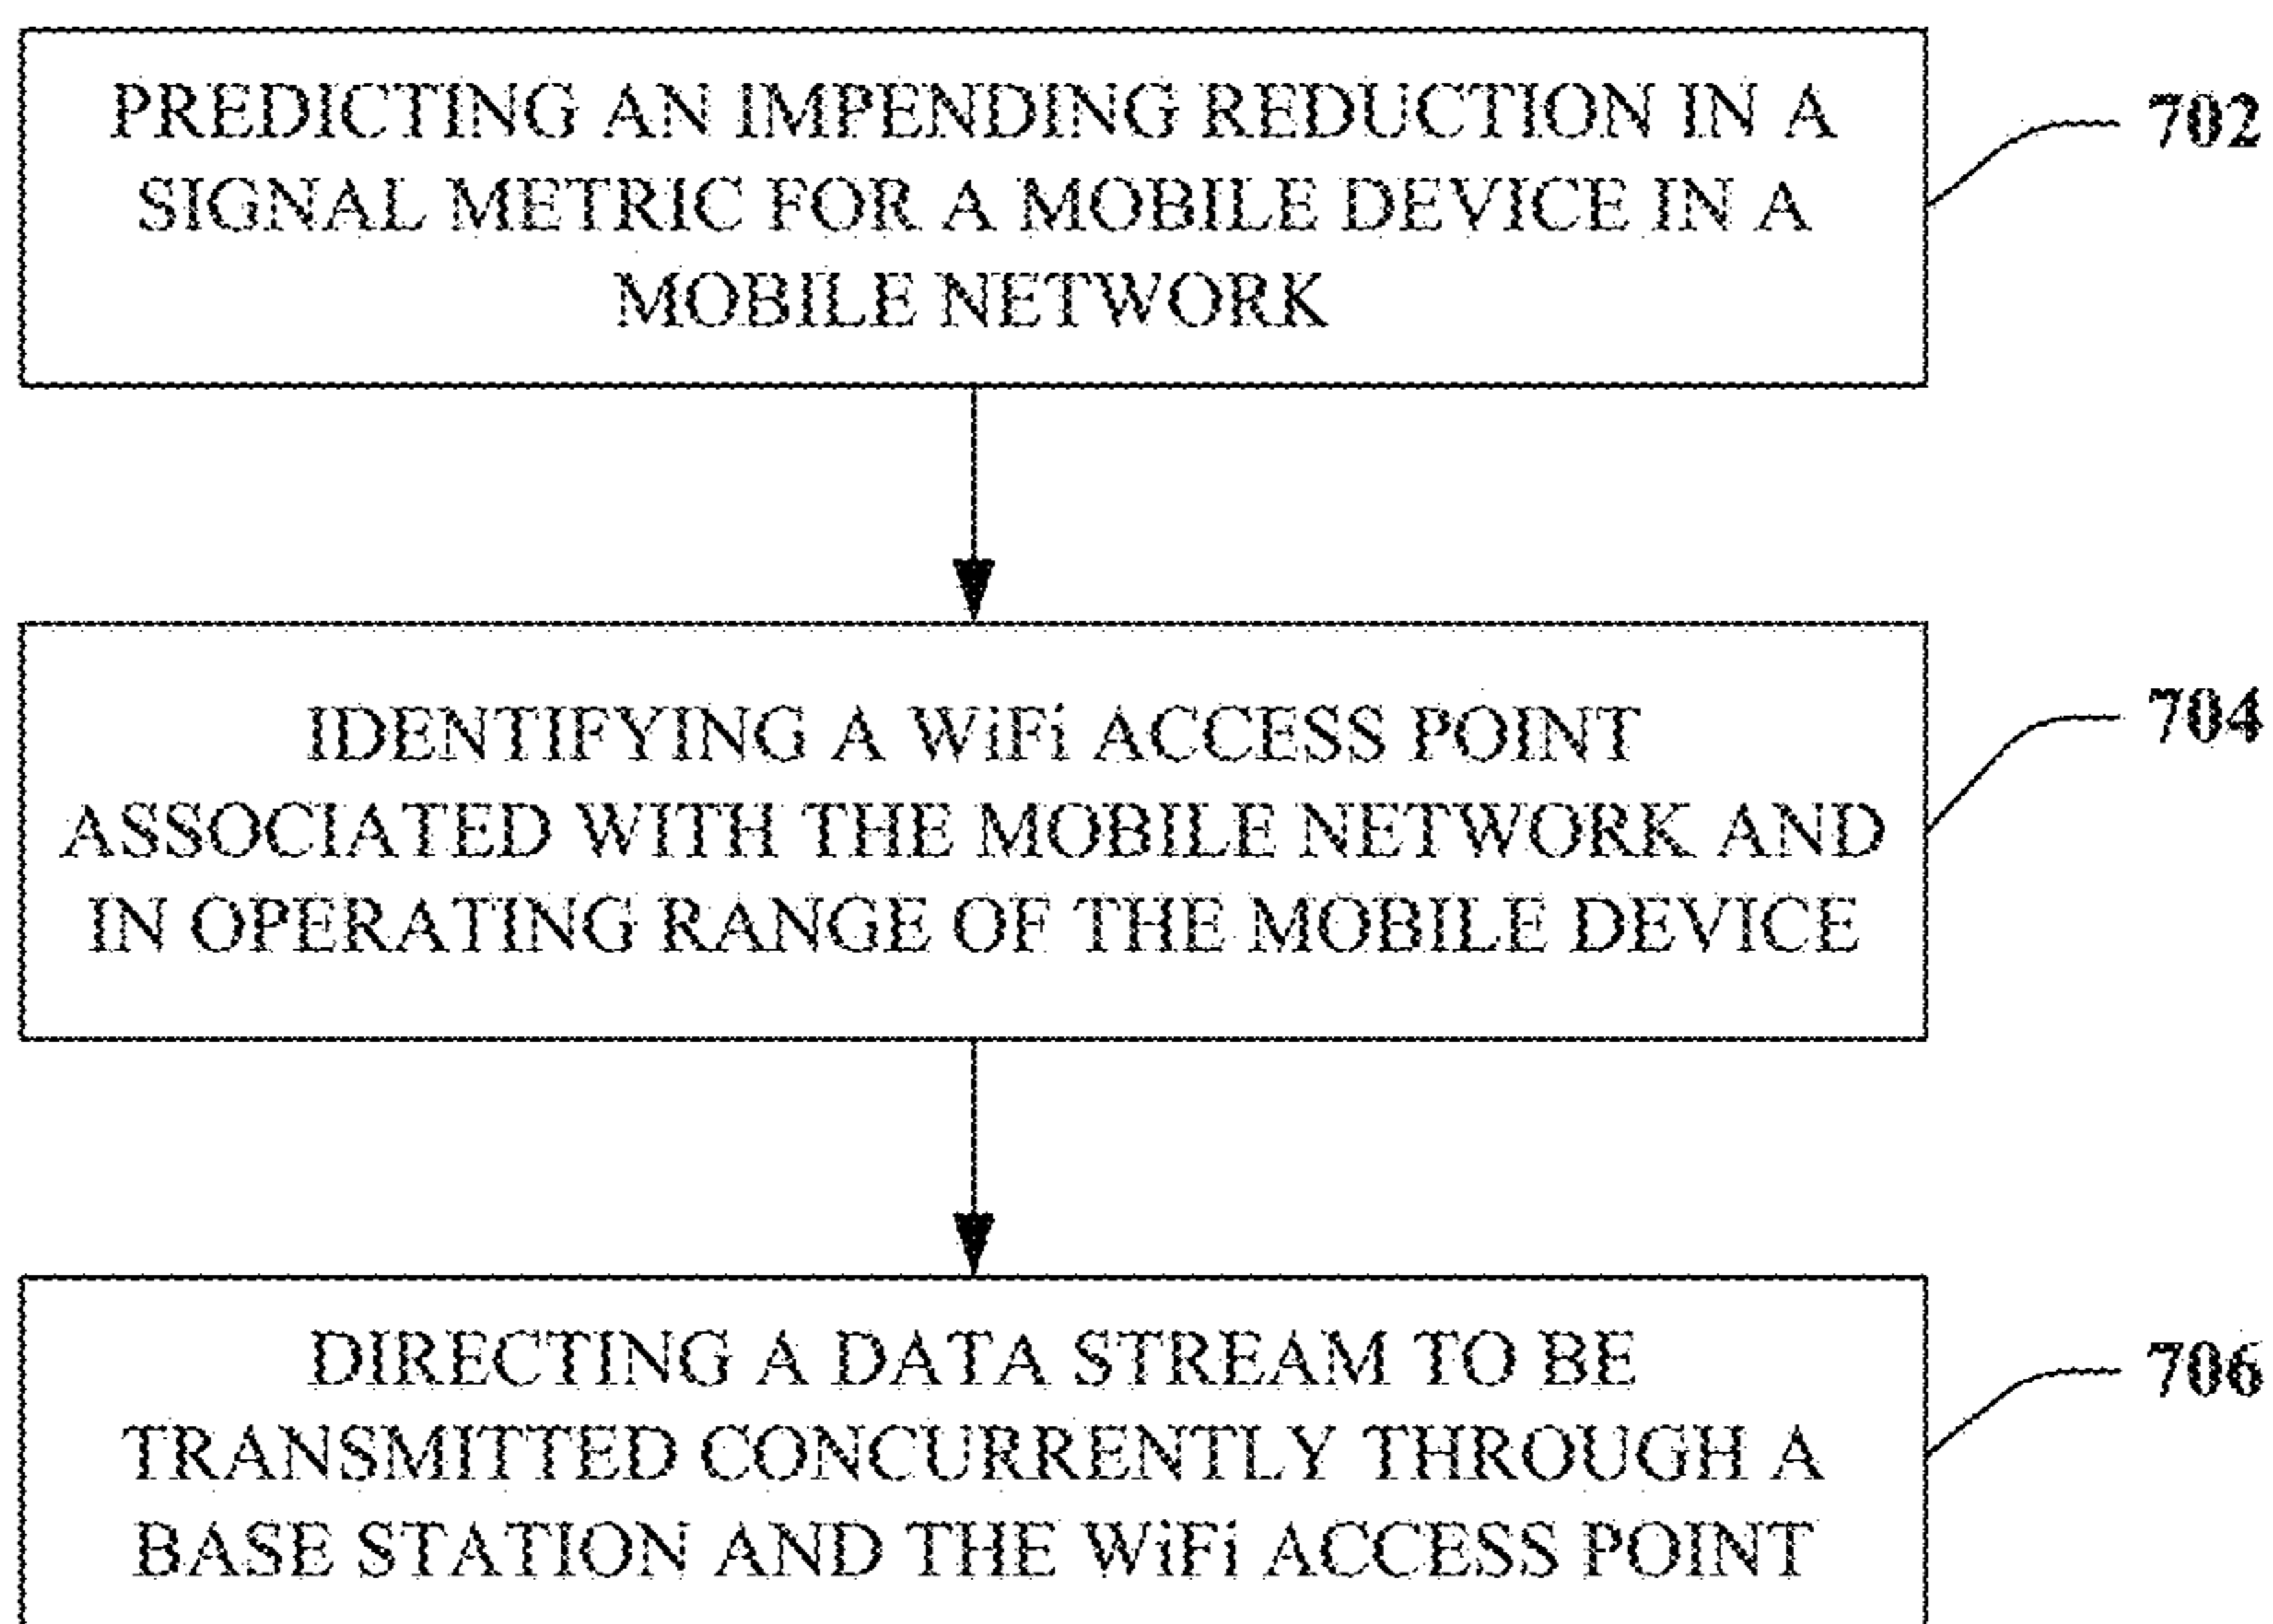 PREDICTING AN IMPENDING REDUCTION IN A
SIGNAL METRIC FOR A MOBILE DEVICE IN A
MOBILE NETWORK
702
IDENTIFYING A WiFi ACCESS POINT
ASSOCIATED WITH THE MOBILE NETWORK AND
IN OPERATING RANGE OF THE MOBILE DEVICE
704
DIRECTING A DATA STREAM TO BE
TRANSMITTED CONCURRENTLY THROUGH A
BASE STATION AND THE WiFi ACCESS POINT
706